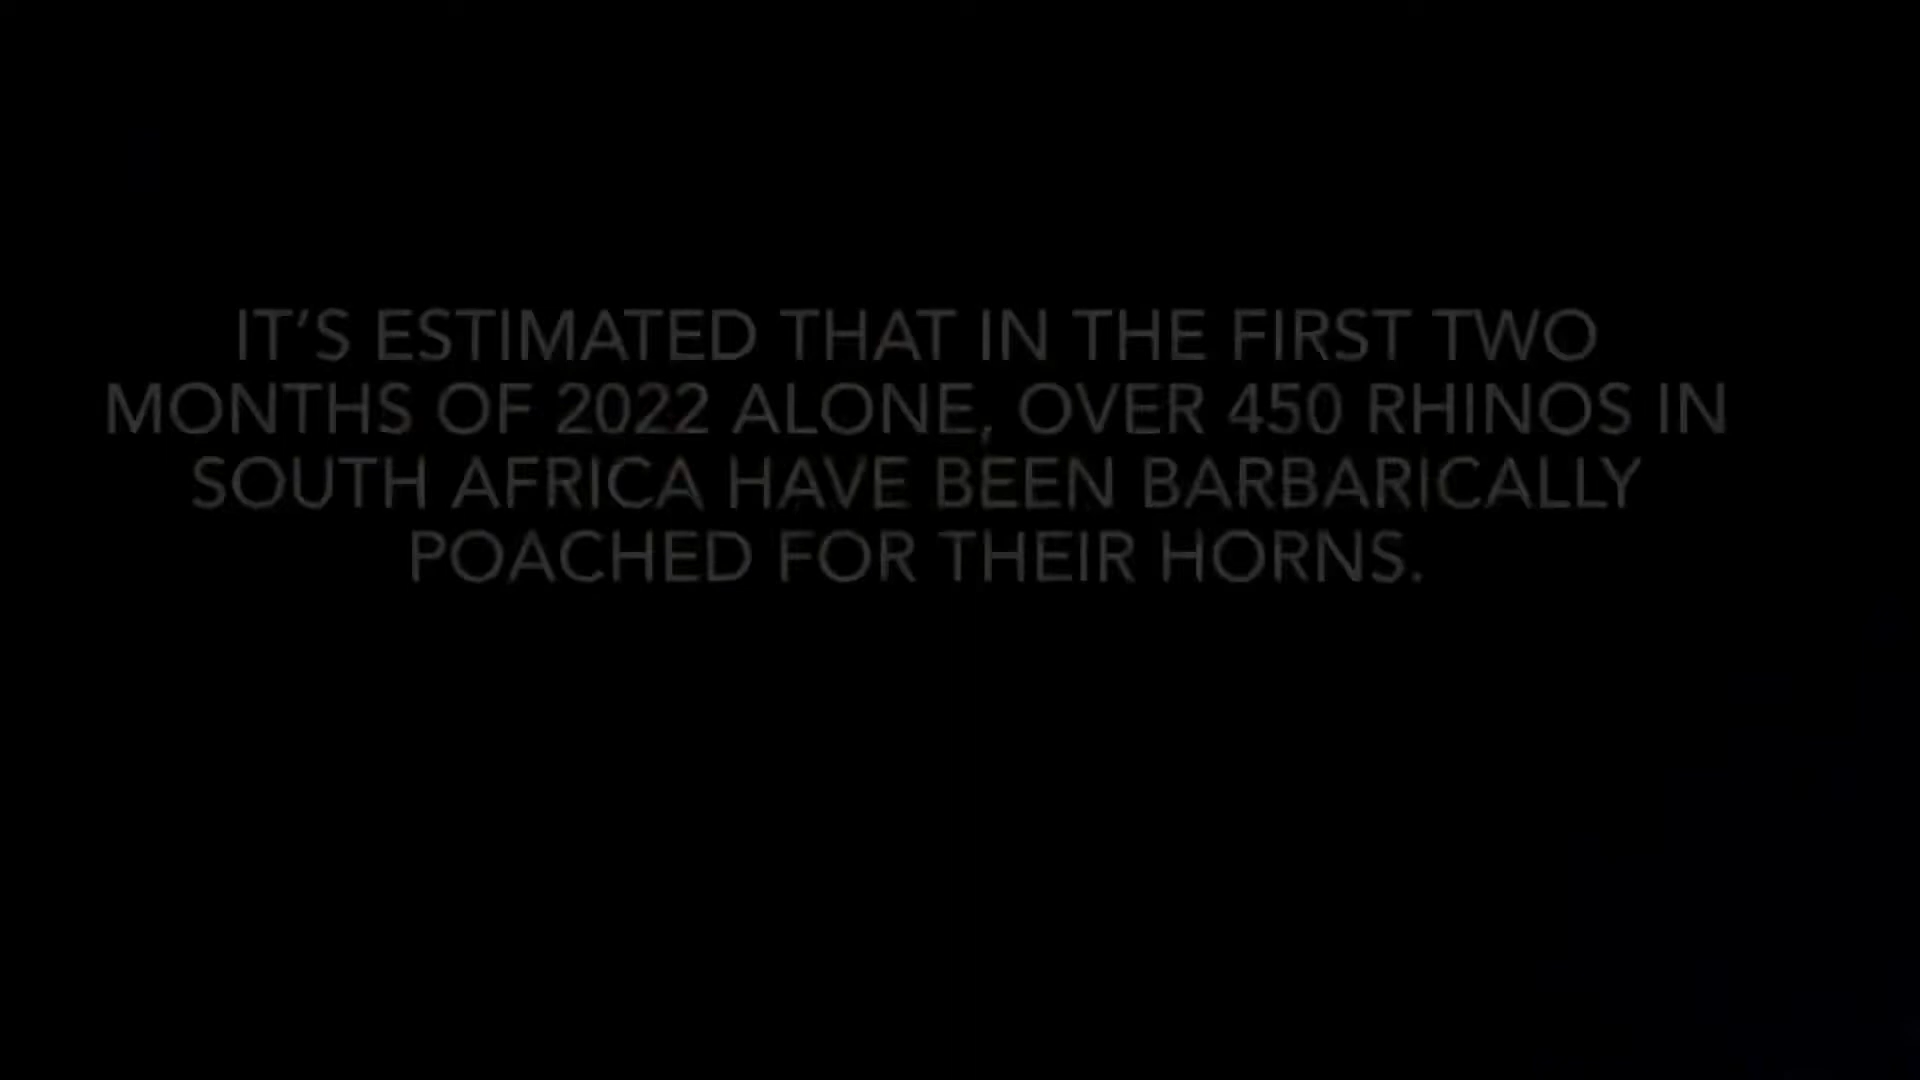 IT’S ESTIMATED THAT IN THE FIRST TWO
MONTHS OF 2022 ALONE, OVER 450 RHINOS IN
SOUTH AFRICA HAVE BEEN BARBARICALLY
POACHED FOR THEIR HORNS.